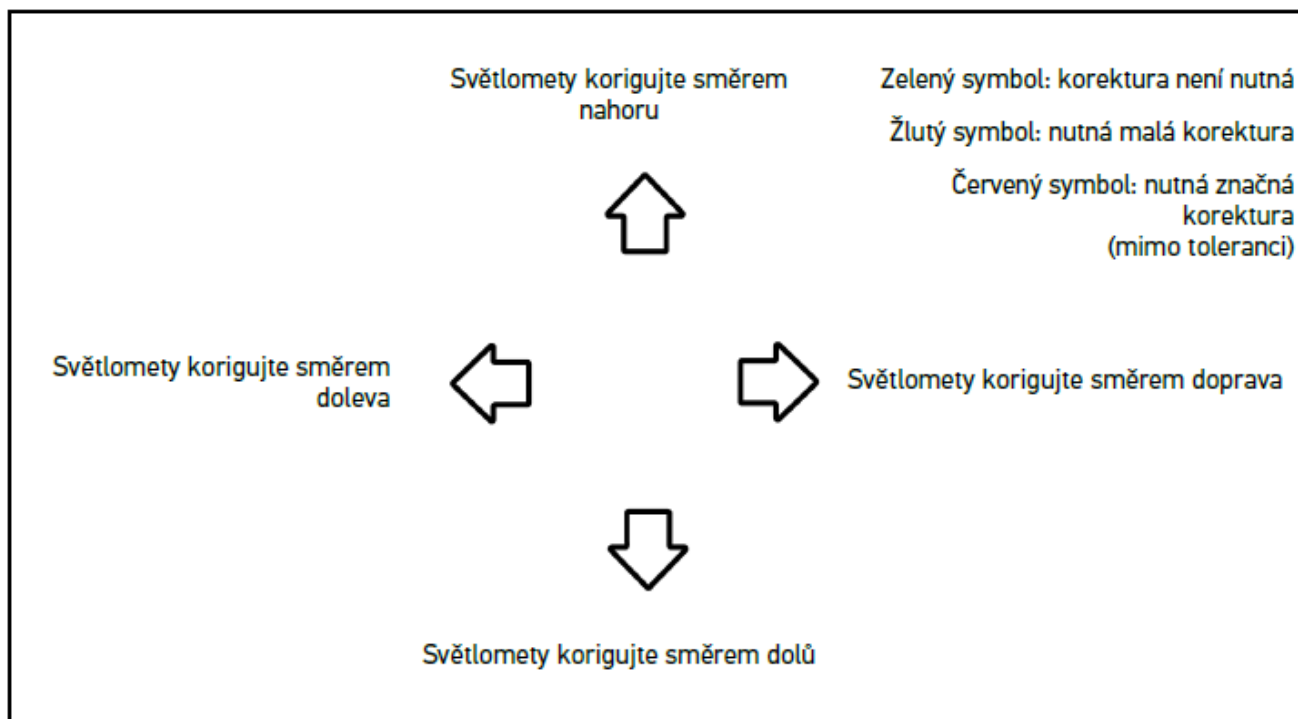 Světlomety korigujte směrem
nahoru
Zelený symbol: korektura není nutná
Žlutý symbol: nutná malá korektura
Červený symbol: nutná značná
korektura
(mimo toleranci)
Světlomety korigujte směrem
doleva
Světlomety korigujte směrem doprava
Světlomety korigujte směrem dolů